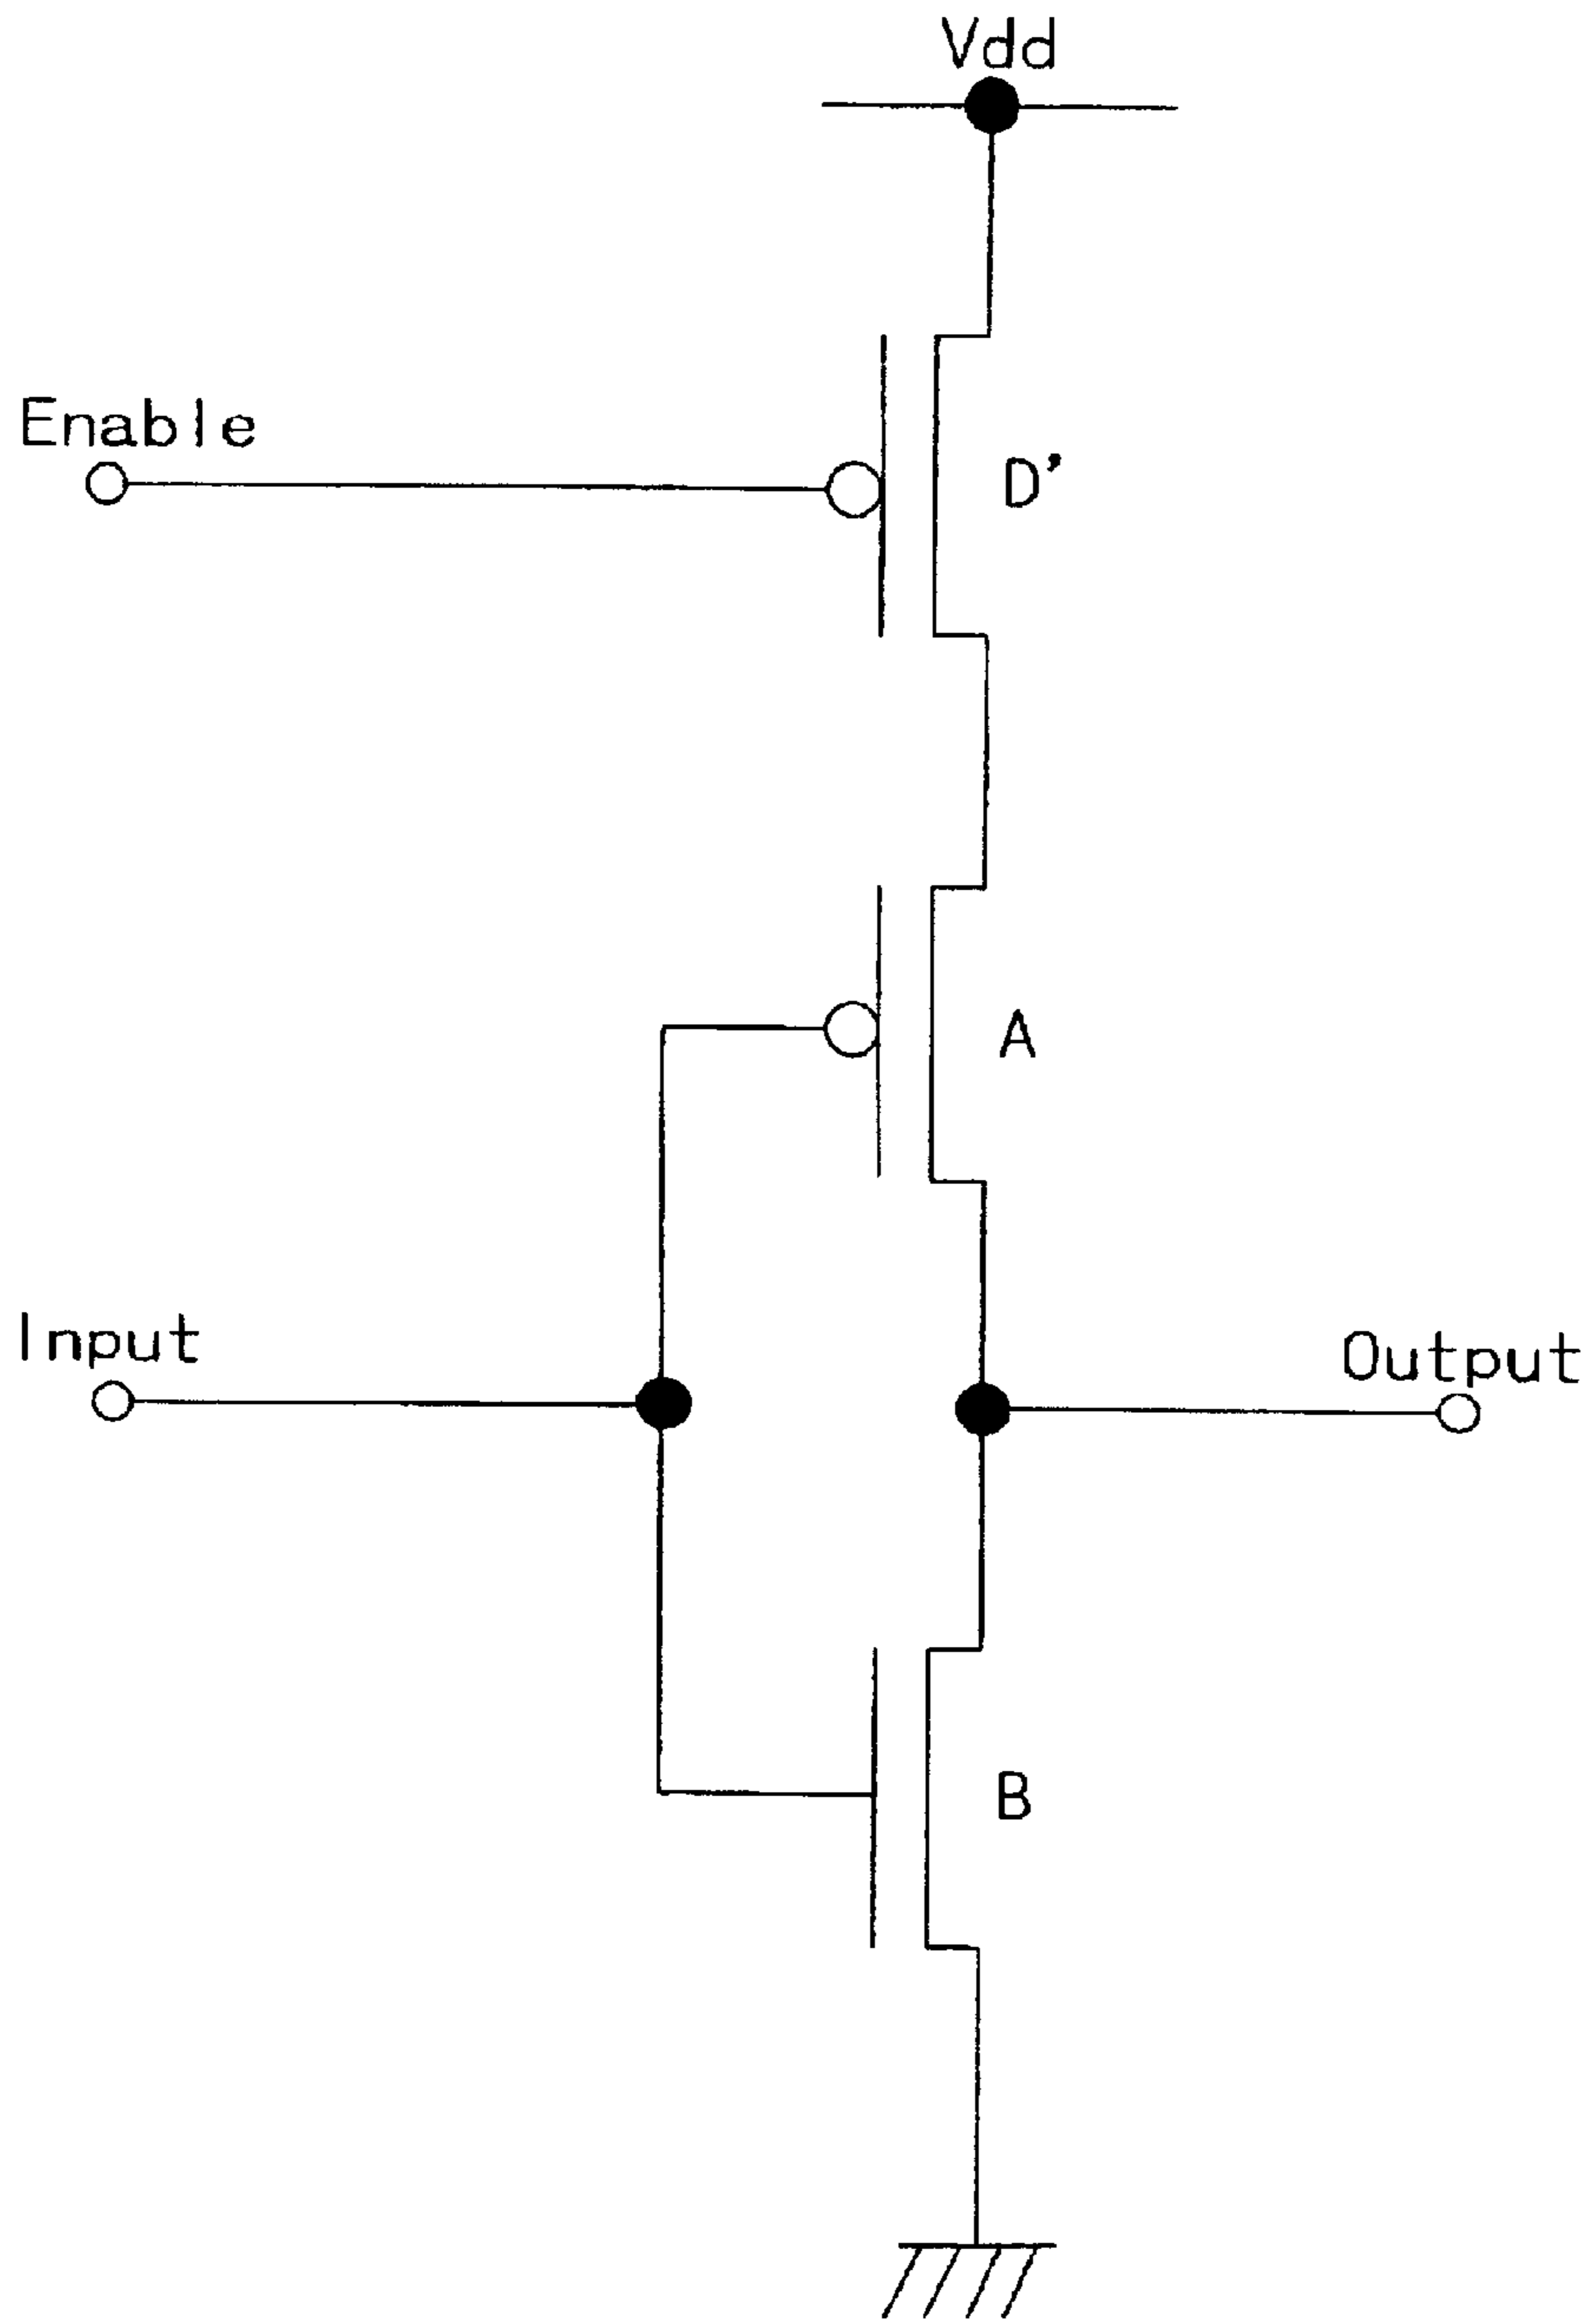 Vdd
Enable
D'
A
Input
Output
B